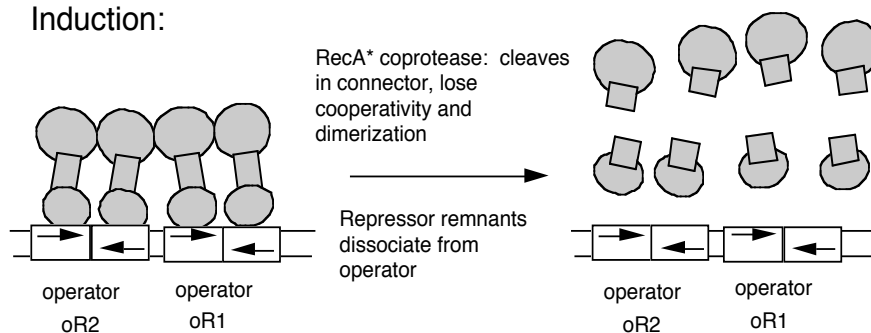 Induction:
RecA* coprotease: cleaves
in connector, lose
cooperativity and
dimerization
Repressor remnants
dissociate from
operator
operator
oR2
operator
oR1
operator
oR2
operator
oR1